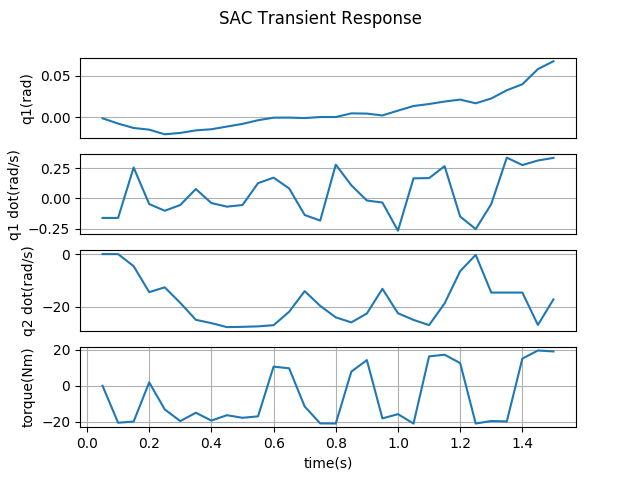 SAC Transient Response
q1(rad)
0.05
0.00
q1 dot(rad/s)
0.25
0.00
−0.25
q2 dot(rad/s)
0
−20
torque(Nm)
20
0
−20
0.0 0.2 0.4 0.6 0.8 1.0 1.2 1.4
time(s)